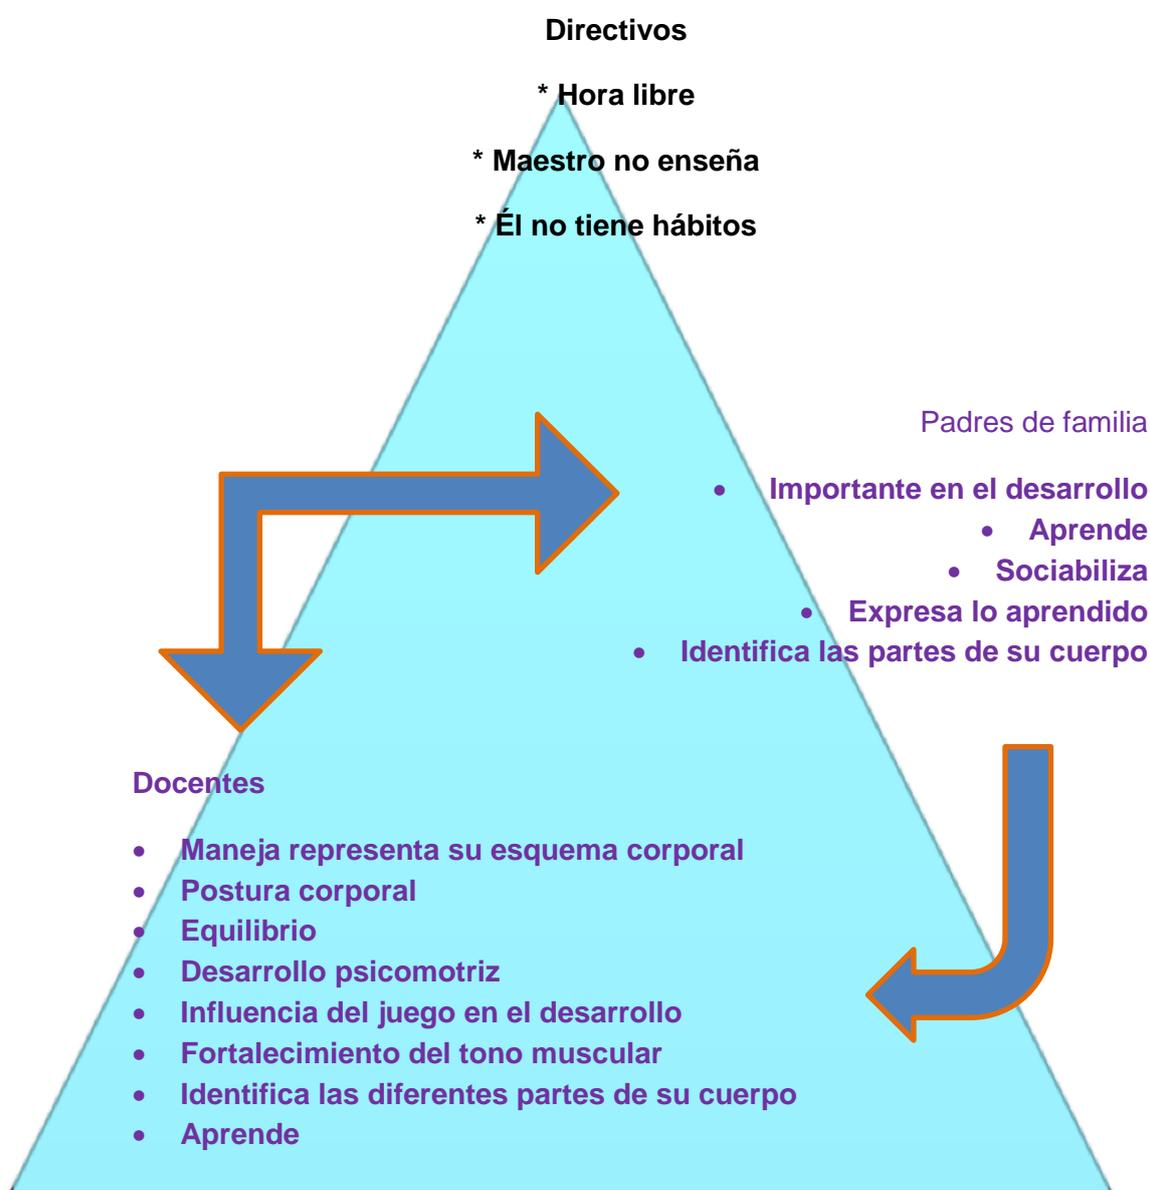 Directivos
* Hora libre
* Maestro no enseña
* Él no tiene hábitos
Padres de familia
• Importante en el desarrollo
• Aprende
• Sociabiliza
• Expresa lo aprendido
• Identifica las partes de su cuerpo
Docentes
• Maneja representa su esquema corporal
• Postura corporal
• Equilibrio
• Desarrollo psicomotriz
• Influencia del juego en el desarrollo
• Fortalecimiento del tono muscular
• Identifica las diferentes partes de su cuerpo
• Aprende